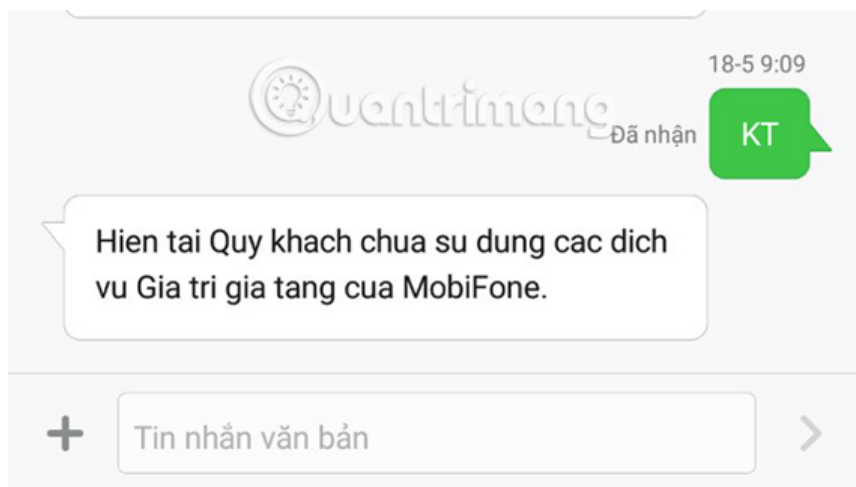 Quantrimang
18-5 9:09
Đã nhận
KT
Hien tai Quy khach chua su dung cac dich
vu Gia tri gia tang cua MobiFone.
Tin nhắn văn bản